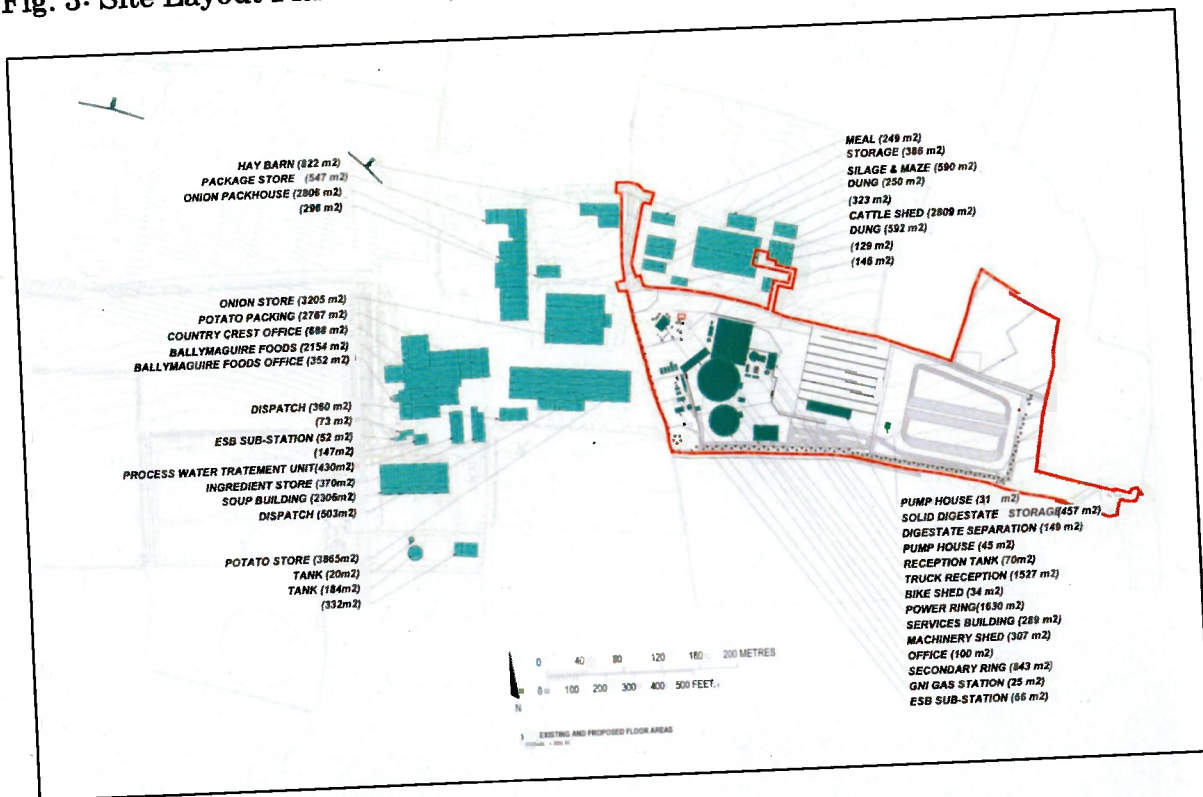 Fig. 3: Site Layout
HAY BARN (822 m2)
PACKAGE STORE (547 m2)
ONION PACKHOUSE (2806 m2)
(296 m2)
MEAL (249 m2)
STORAGE (386 m2)
SILAGE & MAZE (590 m2)
DUNG (250 m2)
(323 m2)
CATTLE SHED (2809 m2)
DUNG (592 m2)
(129 m2)
(146 m2)
ONION STORE (3205 m2)
POTATO PACKING (2767 m2)
COUNTRY CREST OFFICE (688 m2)
BALLYMAGUIRE FOODS (2154 m2)
BALLYMAGUIRE FOODS OFFICE (352 m2)
DISPATCH (360 m2)
(73 m2)
ESB SUB-STATION (52 m2)
(147m2)
PROCESS WATER TRATEMENT UNIT(430m2)
INGREDIENT STORE (370m2)
SOUP BUILDING (2306m2)
DISPATCH (503m2)
POTATO STORE (3865m2)
TANK (20m2)
TANK (184m2)
(332m2)
PUMP HOUSE (31 m2)
SOLID DIGESTATE STORAGE(457 m2)
DIGESTATE SEPARATION (149 m2)
PUMP HOUSE (45 m2)
RECEPTION TANK (70m2)
TRUCK RECEPTION (1527 m2)
BIKE SHED (34 m2)
POWER RING(1630 m2)
SERVICES BUILDING (289 m2)
MACHINERY SHED (307 m2)
OFFICE (100 m2)
SECONDARY RING (843 m2)
GNI GAS STATION (25 m2)
ESB SUB-STATION (66 m2)
0 40 80 120 160 200 METRES
0 100 200 300 400 500 FEET
N
1 EXISTING AND PROPOSED FLOOR AREAS